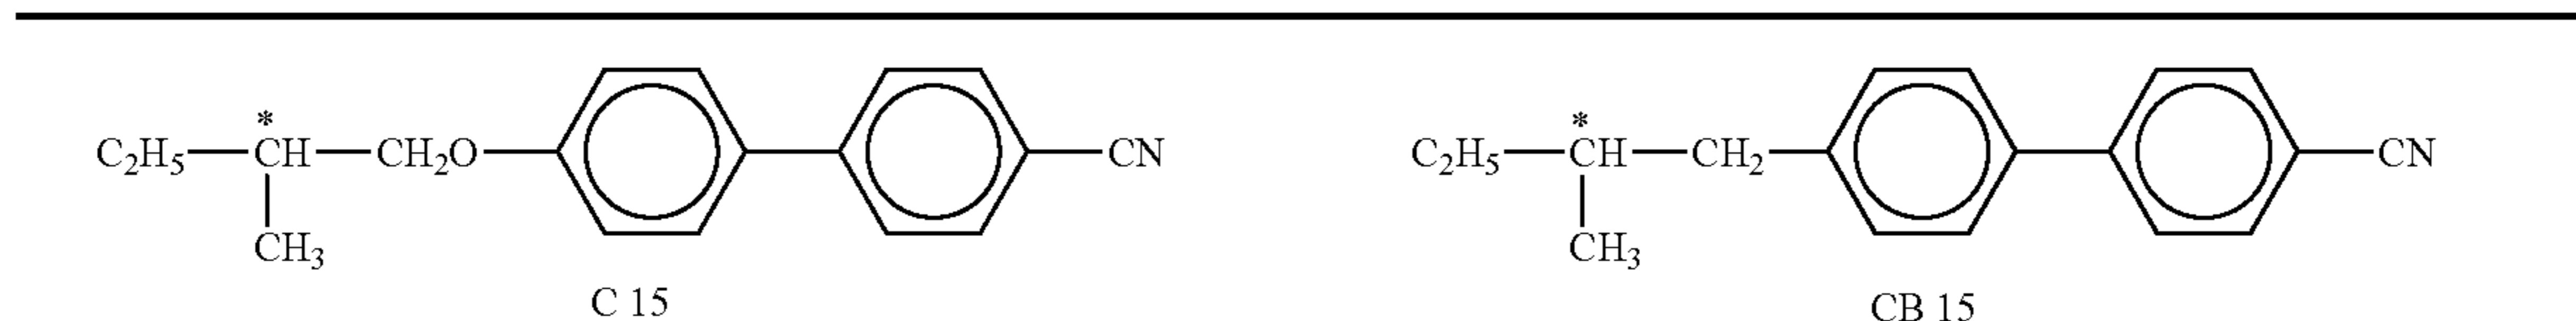 *
*
C₂H₅ CH CH₂O CN
C₂H₅ CH CH₂ CN
CH₃
CH₃
C 15
CB 15